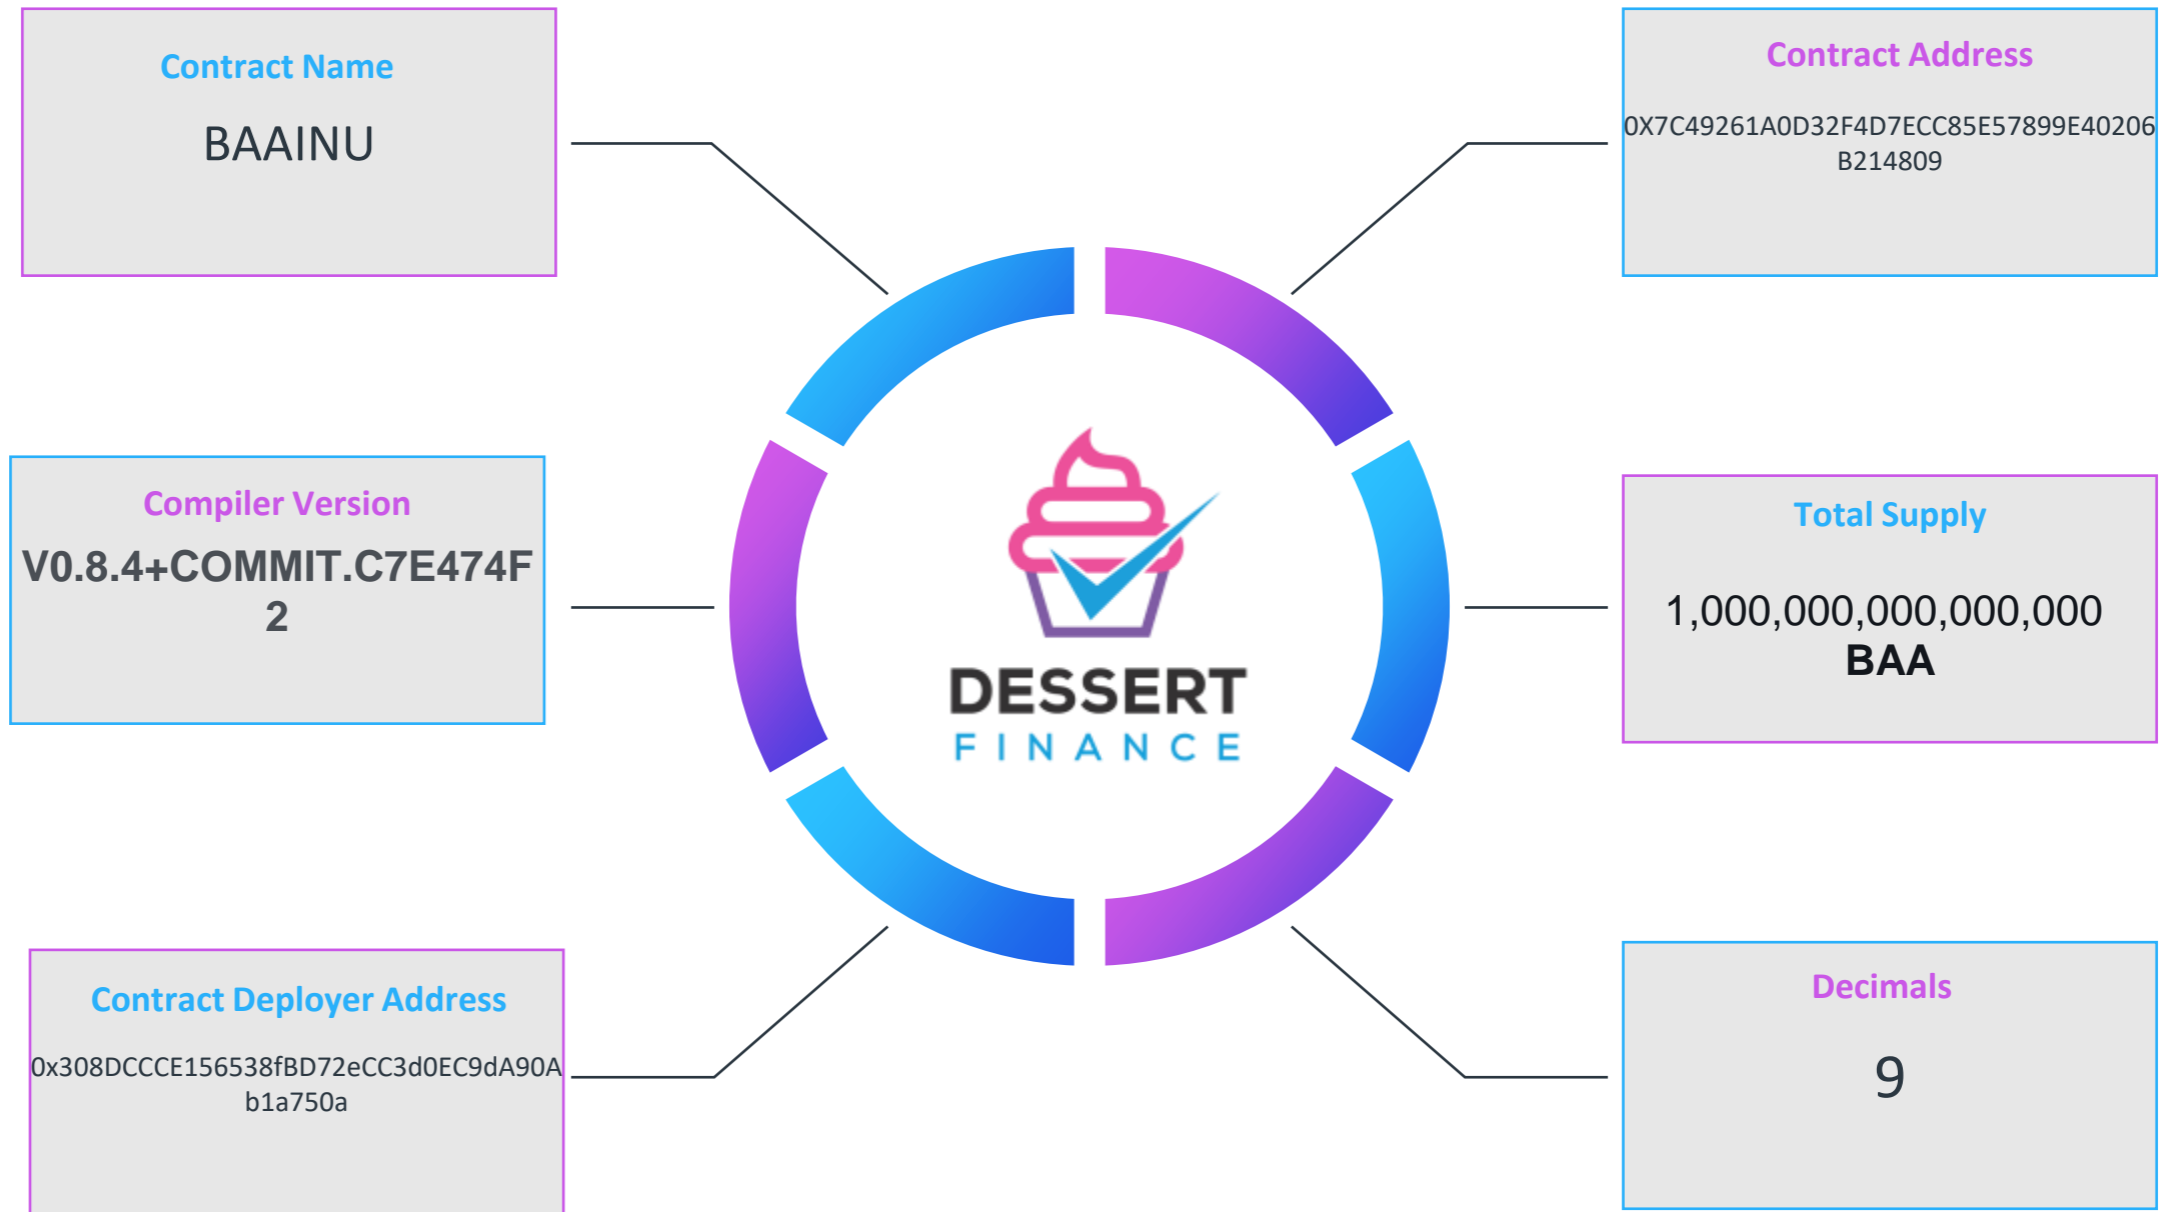 Contract Name
BAAINU
Contract Address
0X7C49261A0D32F4D7ECC85E57899E40206
B214809
Compiler Version
V0.8.4+COMMIT.C7E474F
2
DESSERT
FINANCE
Total Supply
1,000,000,000,000,000
BAA
Contract Deployer Address
0x308DCCCE156538fBD72eCC3d0EC9dA90A
b1a750a
Decimals
9